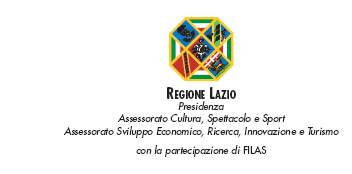 REGIONE LAZIO
Presidenza
Assessorato Cultura, Spettacolo e Sport
Assessorato Sviluppo Economico, Ricerca, Innovazione e Turismo
con la partecipazione di FILAS